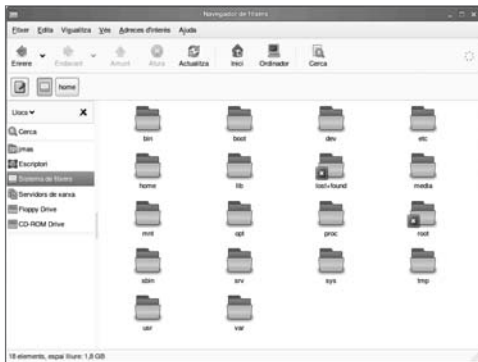 Navegador de fitxers
Fitxer Edita Visualitza Vés Adreces d'interès Ajuda
Enrere Endavant Amunt Atura Actualitza Inici Ordinador Cerca
home
Llocs
Cerca
jmas
Escriptori
Sistema de fitxers
Servidors de xarxa
Floppy Drive
CD-ROM Drive
bin boot dev etc
home lib lost+found media
mnt opt proc root
sbin srv sys tmp
usr var
18 elements, espai lliure: 1,8 GB